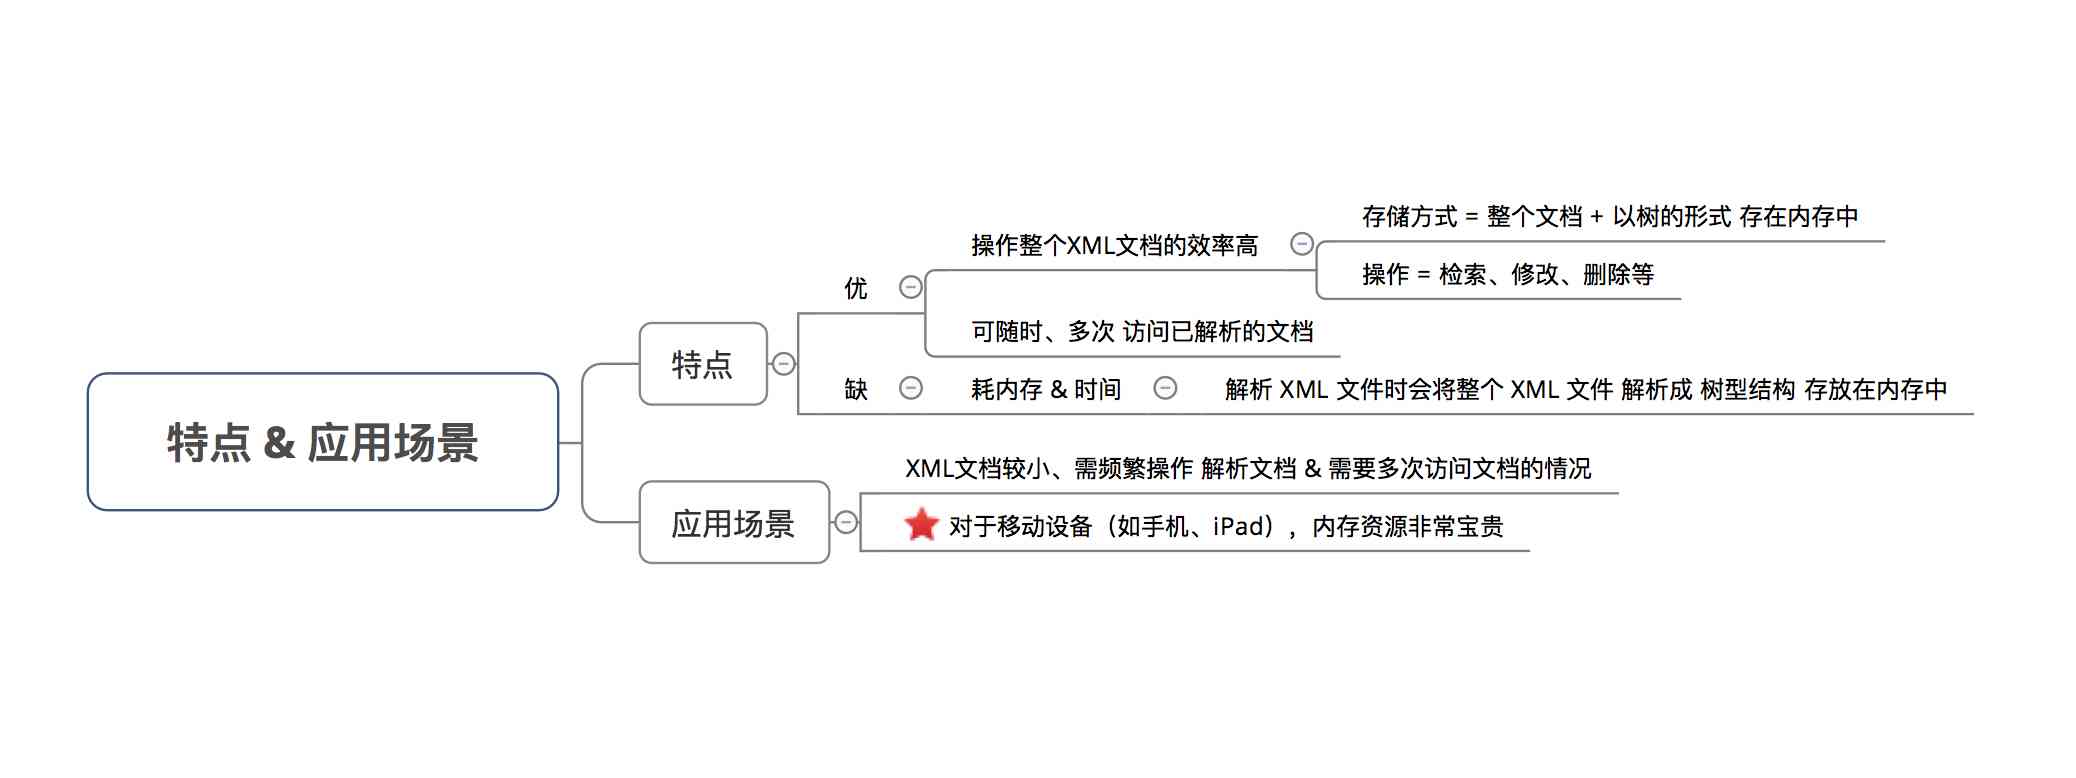 特点 & 应用场景
特点
优
操作整个XML文档的效率高
存储方式 = 整个文档 + 以树的形式 存在内存中
操作 = 检索、修改、删除等
可随时、多次 访问已解析的文档
缺
耗内存 & 时间
解析 XML 文件时会将整个 XML 文件 解析成 树型结构 存放在内存中
应用场景
XML文档较小、需频繁操作 解析文档 & 需要多次访问文档的情况
对于移动设备（如手机、iPad），内存资源非常宝贵